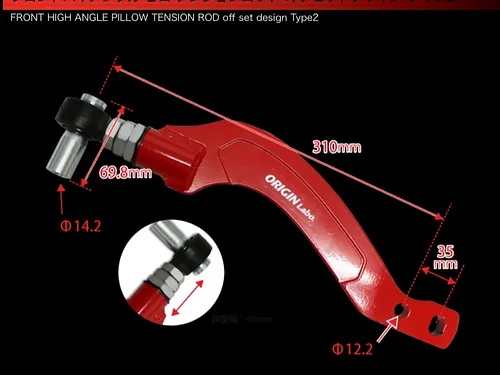 FRONT HIGH ANGLE PILLOW TENSION ROD off set design Type2
310mm
69.8mm
ORIGIN Labo.
35
mm
Φ14.2
Φ12.2